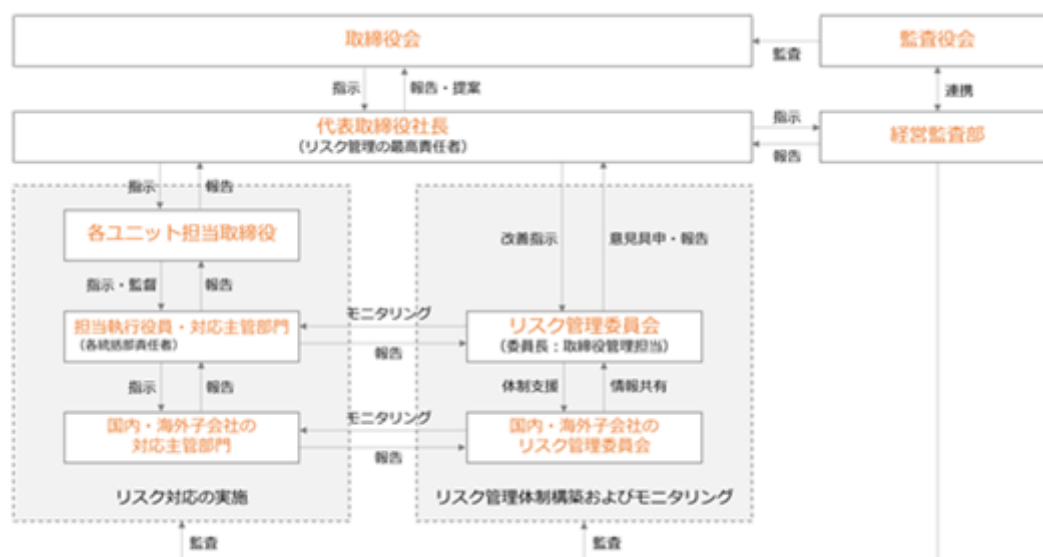 取締役会
監査役会
監査
指示
報告・提案
連携
代表取締役社長
(リスク管理の最高責任者)
指示
報告
経営監査部
指示
報告
各ユニット担当取締役
改善指示
意見具申・報告
指示・監督
報告
モニタリング
担当執行役員・対応主管部門
(各統括部責任者)
報告
リスク管理委員会
(委員長：取締役管理担当)
指示
報告
体制支援
情報共有
モニタリング
国内・海外子会社の
対応主管部門
報告
国内・海外子会社の
リスク管理委員会
リスク対応の実施
リスク管理体制構築およびモニタリング
監査
監査